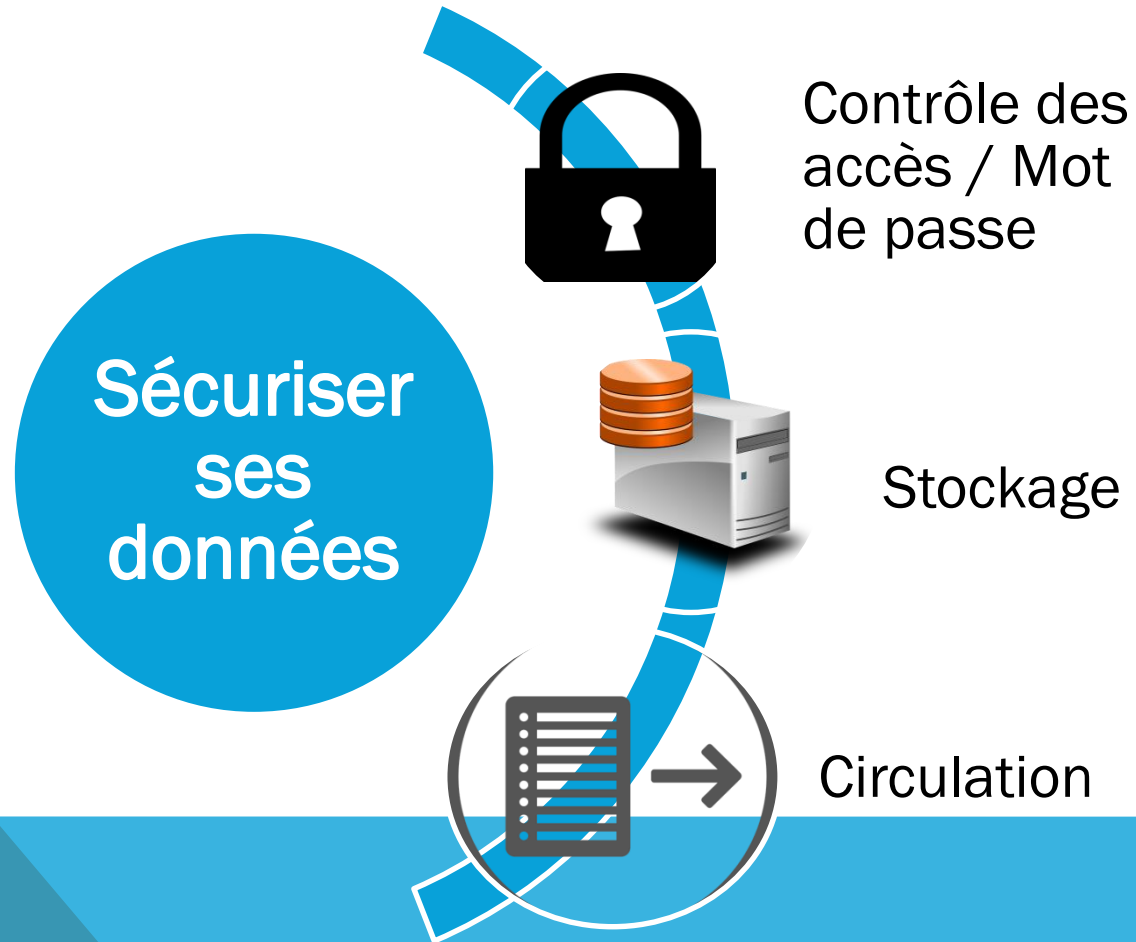 Contrôle des
accès / Mot
de passe
Sécuriser
ses
données
Stockage
Circulation